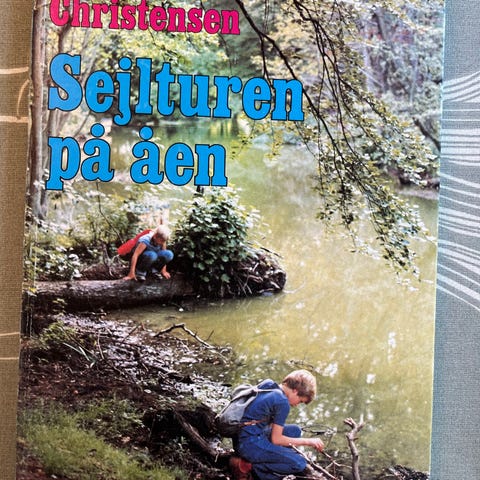 Christensen
Sejlturen
på åen